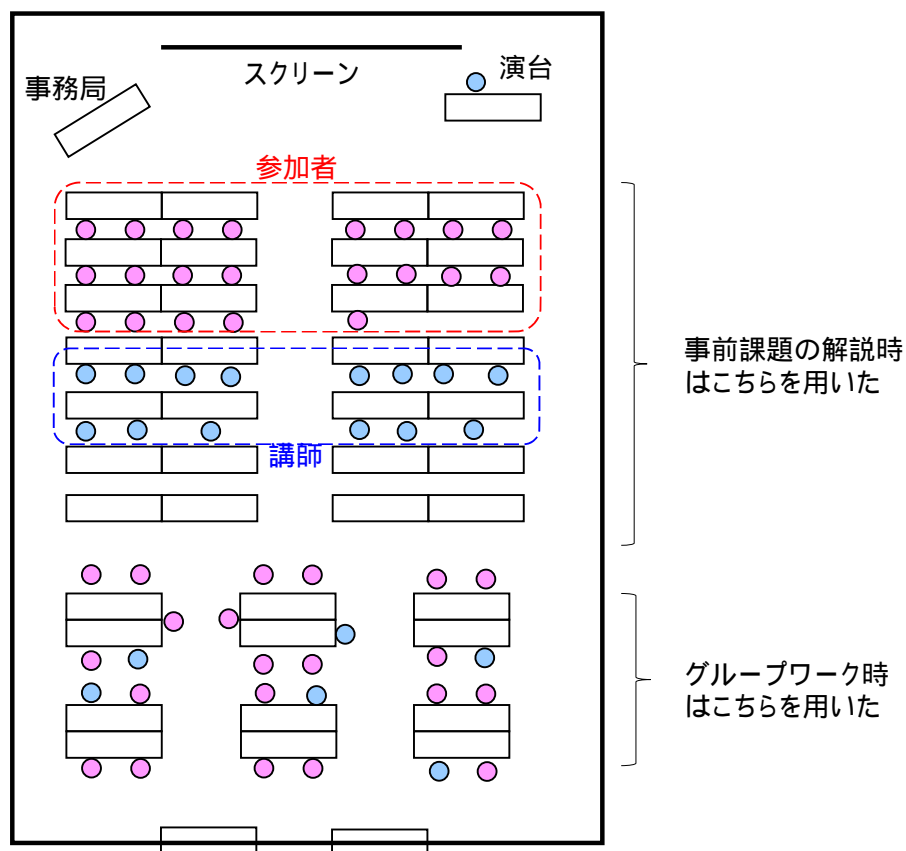 スクリーン
演台
事務局
参加者
講師
事前課題の解説時
はこちらを用いた
グループワーク時
はこちらを用いた